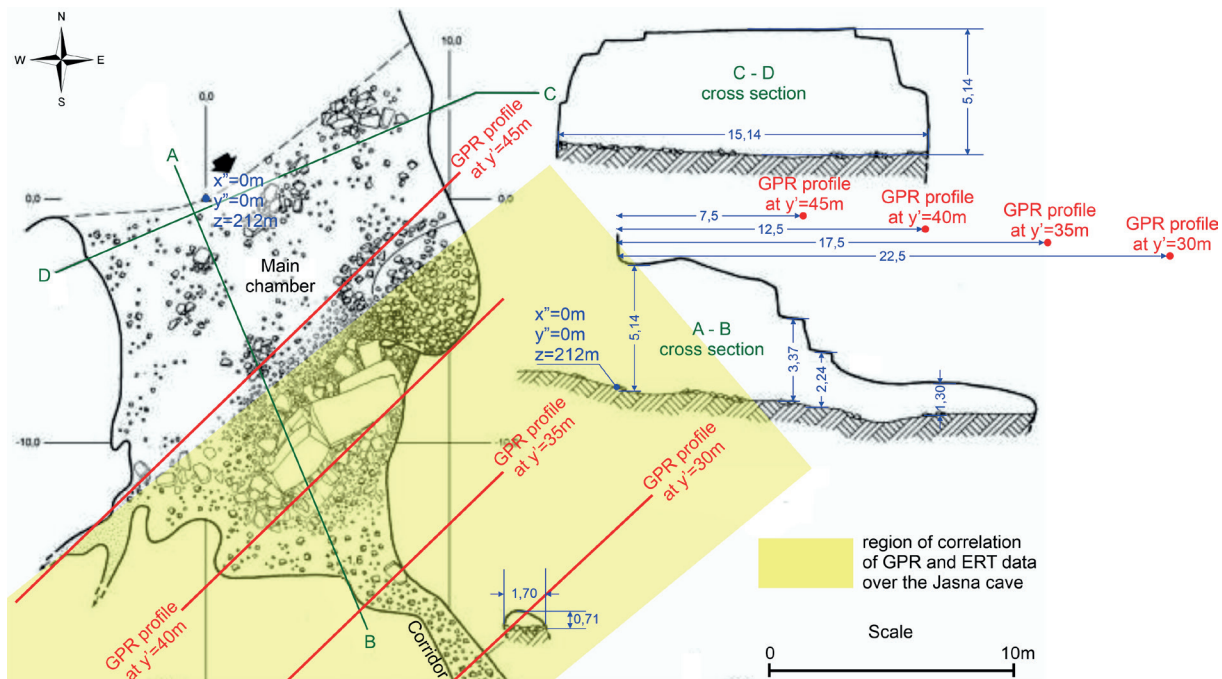 N
W
E
S
10,0
0,0
C
A
GPR profile
at y'=45m
x"=0m
y"=0m
z=212m
0,0
0,0
D
Main
chamber
-10,0
GPR profile
at y'=35m
GPR profile
at y'=30m
1,6
GPR profile
at y'=40m
B
Corridor
1,70
0,71
C - D
cross section
5,14
15,14
GPR profile
at y'=45m
GPR profile
at y'=40m
GPR profile
at y'=35m
GPR profile
at y'=30m
7,5
12,5
17,5
22,5
x"=0m
y"=0m
z=212m
5,14
A - B
cross section
3,37
2,24
1,30
region of correlation
of GPR and ERT data
over the Jasna cave
Scale
0
10m